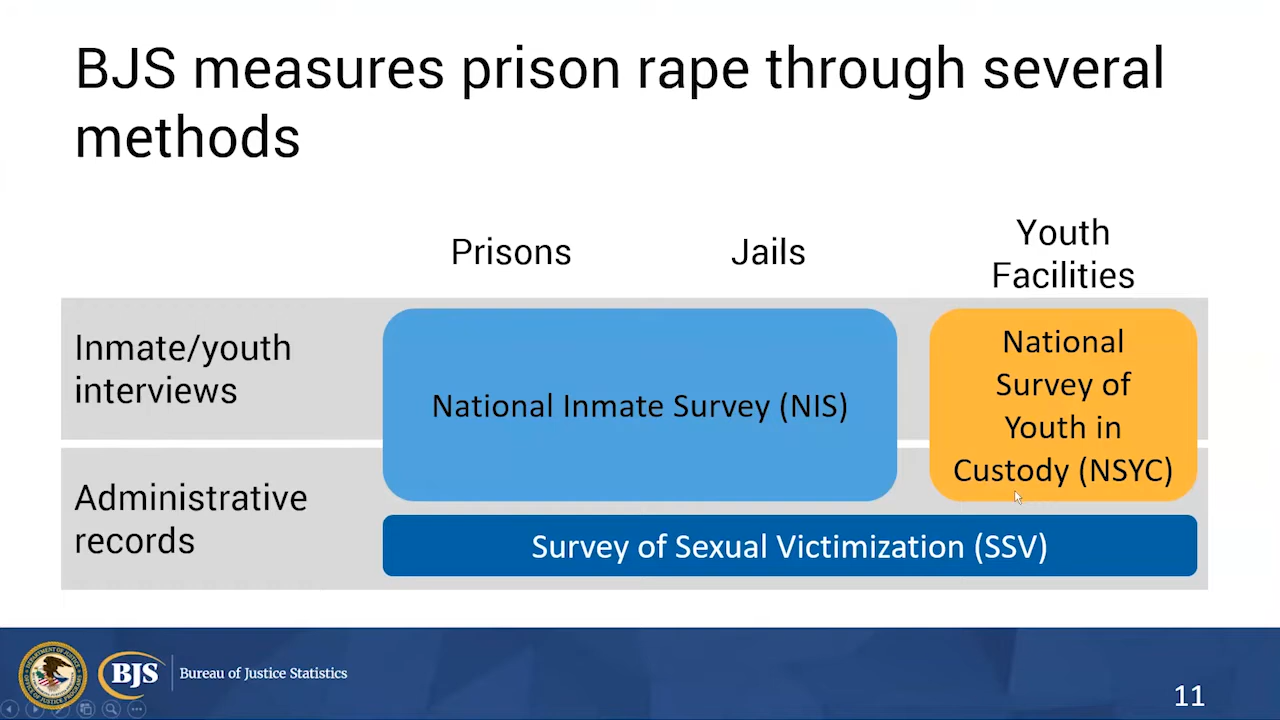 BJS measures prison rape through several
methods
Prisons
Jails
Youth
Facilities
Inmate/youth
interviews
National Inmate Survey (NIS)
National
Survey of
Youth in
Custody (NSYC)
Administrative
records
Survey of Sexual Victimization (SSV)
BJS
Bureau of Justice Statistics
11